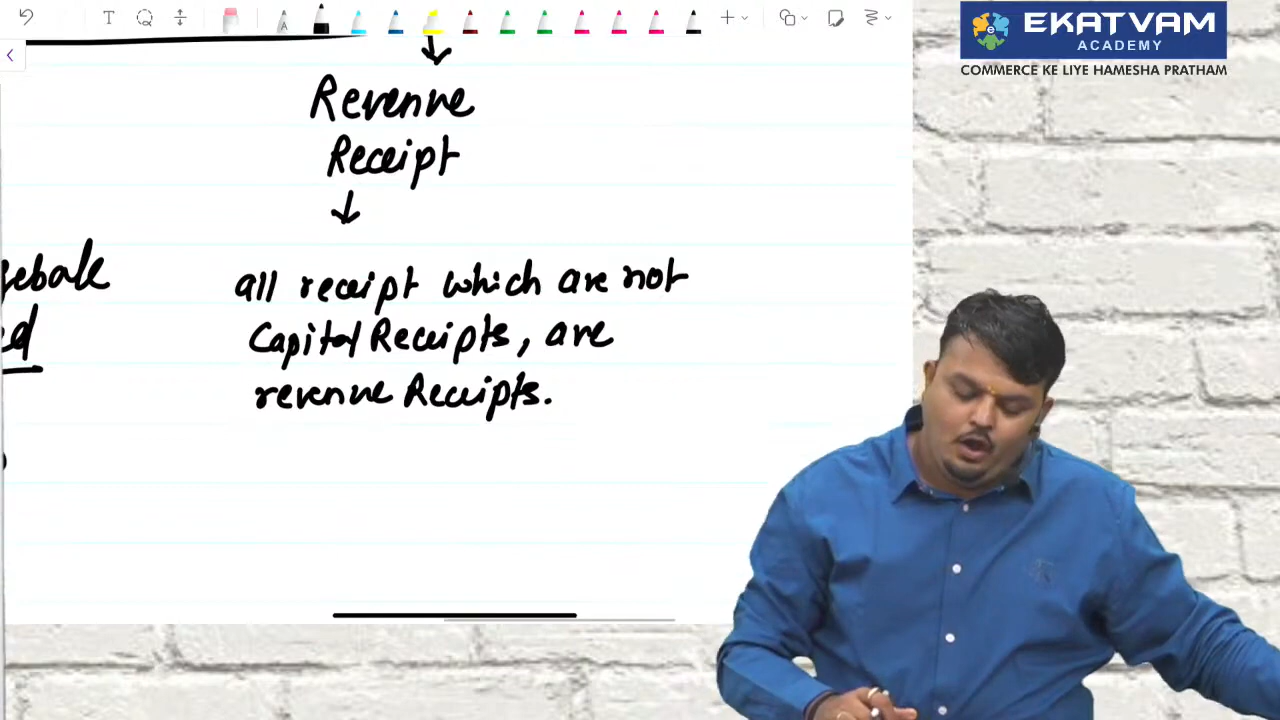 EKATVAM
ACADEMY
COMMERCE KE LIYE HAMESHA PRATHAM
Revenue
Receipt
all receipt which are not
Capital Receipts, are
revenue Receipts.